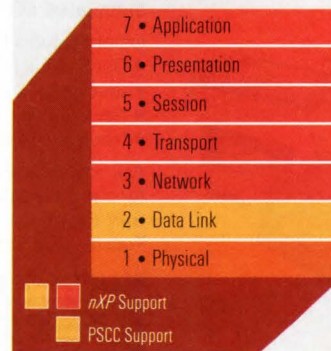 7 • Application
6 • Presentation
5 • Session
4 • Transport
3 • Network
2 • Data Link
1 • Physical
nXP Support
PSCC Support